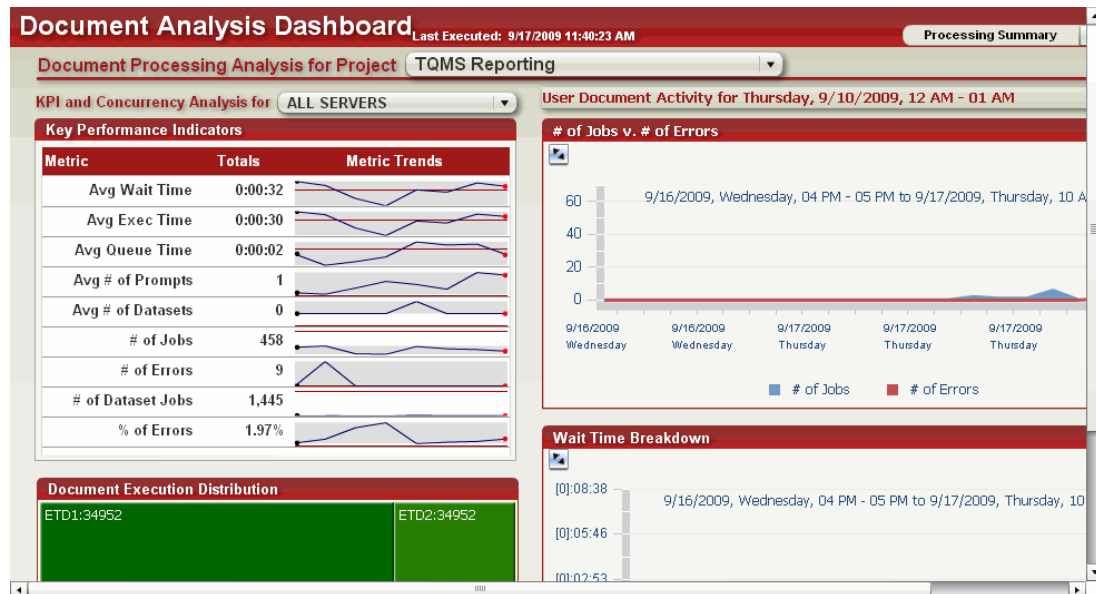 Document Analysis Dashboard Last Executed: 9/17/2009 11:40:23 AM
Processing Summary
Document Processing Analysis for Project TQMS Reporting
KPI and Concurrency Analysis for ALL SERVERS
Key Performance Indicators
Metric Totals Metric Trends
Avg Wait Time 0:00:32
Avg Exec Time 0:00:30
Avg Queue Time 0:00:02
Avg # of Prompts 1
Avg # of Datasets 0
# of Jobs 458
# of Errors 9
# of Dataset Jobs 1,445
% of Errors 1.97%
Document Execution Distribution
ETD1:34952 ETD2:34952
User Document Activity for Thursday, 9/10/2009, 12 AM - 01 AM
# of Jobs v. # of Errors
9/16/2009, Wednesday, 04 PM - 05 PM to 9/17/2009, Thursday, 10 A
60
40
20
0
9/16/2009 9/16/2009 9/17/2009 9/17/2009 9/17/2009
Wednesday Wednesday Thursday Thursday Thursday
# of Jobs # of Errors
Wait Time Breakdown
[0]:08:38
9/16/2009, Wednesday, 04 PM - 05 PM to 9/17/2009, Thursday, 10
[0]:05:46
[0]:02:53